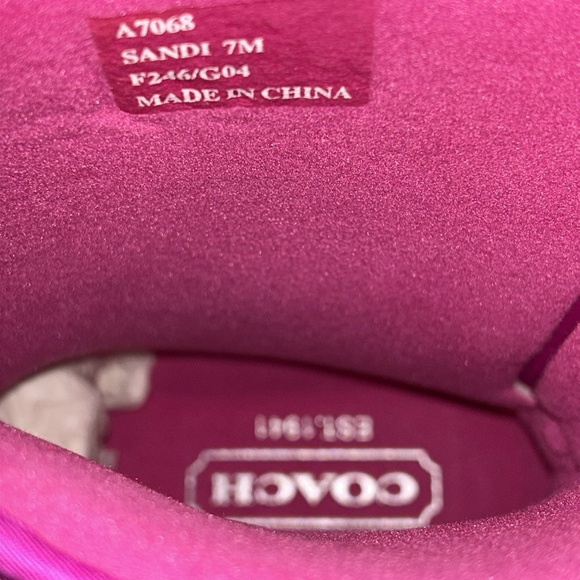 A7068
SANDI 7M
F246/G04
MADE IN CHINA
EST. 1941
COACH